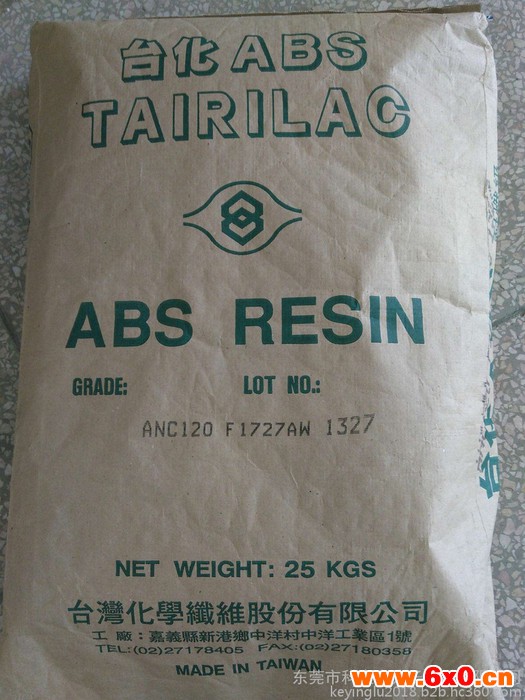 台化 ABS
TAIRILAC
ABS RESIN
GRADE: LOT NO.:
ANC120 F1727AW 1327
NET WEIGHT: 25 KGS
台灣化學纖維股份有限公司
工廠:嘉義縣新港鄉中洋村中洋工業區1號
TEL:(02)27178405 FAX:(02)27180358
MADE IN TAIWAN
东莞市科
www.6x0.cn
keyinglu2018.b2b.hc360.com